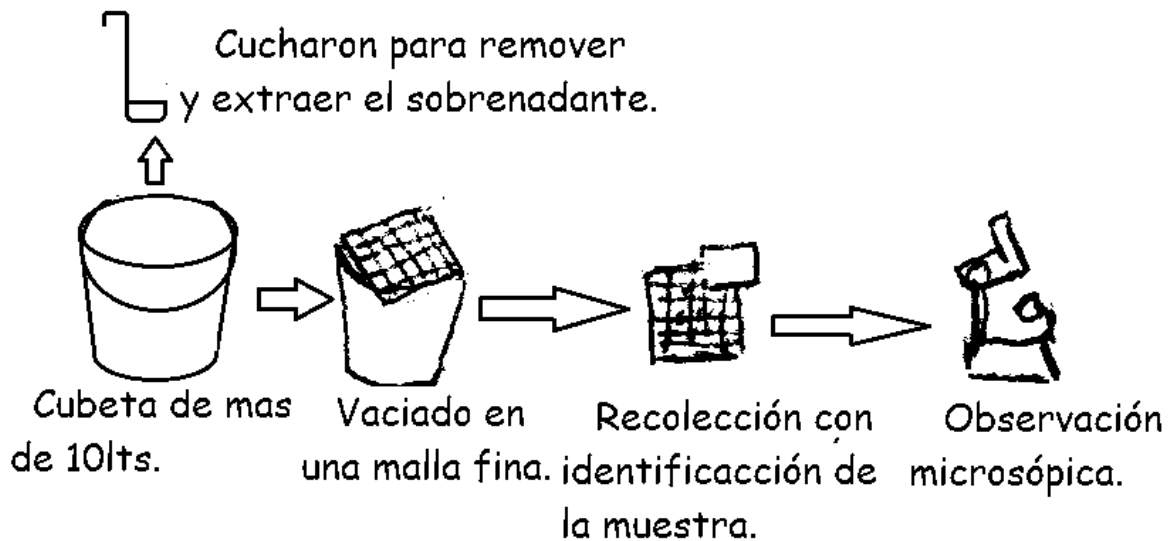 Cucharon para remover
y extraer el sobrenadante.
Cubeta de mas
de 10lts.
Vaciado en
una malla fina.
Recolección con
identificacción de
la muestra.
Observación
microsópica.